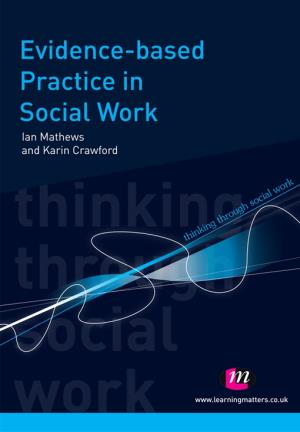 Evidence-based
Practice in
Social Work
Ian Mathews
and Karin Crawford
thinking
through
social
work
thinking through social work
m
www.learningmatters.co.uk